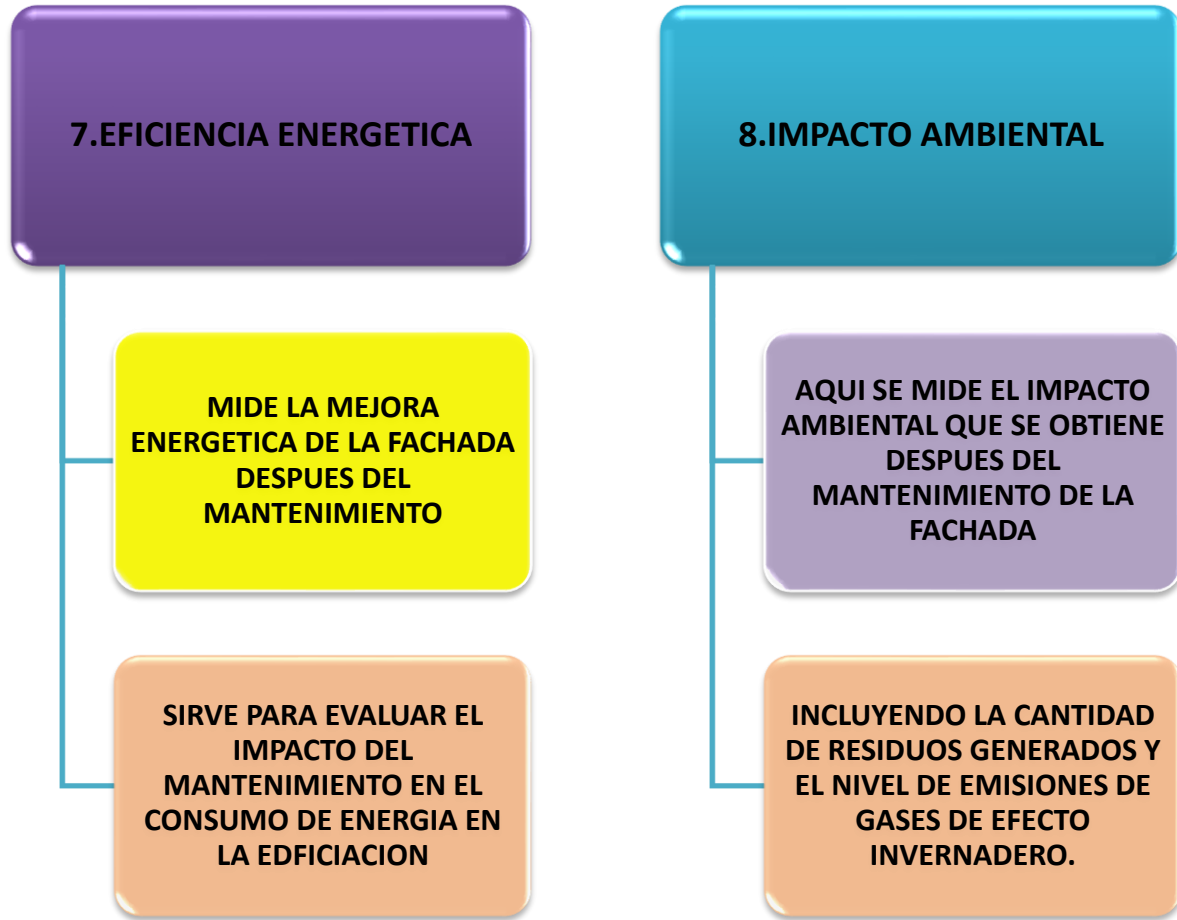 7.EFICIENCIA ENERGETICA
MIDE LA MEJORA
ENERGETICA DE LA FACHADA
DESPUES DEL
MANTENIMIENTO
SIRVE PARA EVALUAR EL
IMPACTO DEL
MANTENIMIENTO EN EL
CONSUMO DE ENERGIA EN
LA EDFICIACION
8.IMPACTO AMBIENTAL
AQUI SE MIDE EL IMPACTO
AMBIENTAL QUE SE OBTIENE
DESPUES DEL
MANTENIMIENTO DE LA
FACHADA
INCLUYENDO LA CANTIDAD
DE RESIDUOS GENERADOS Y
EL NIVEL DE EMISIONES DE
GASES DE EFECTO
INVERNADERO.